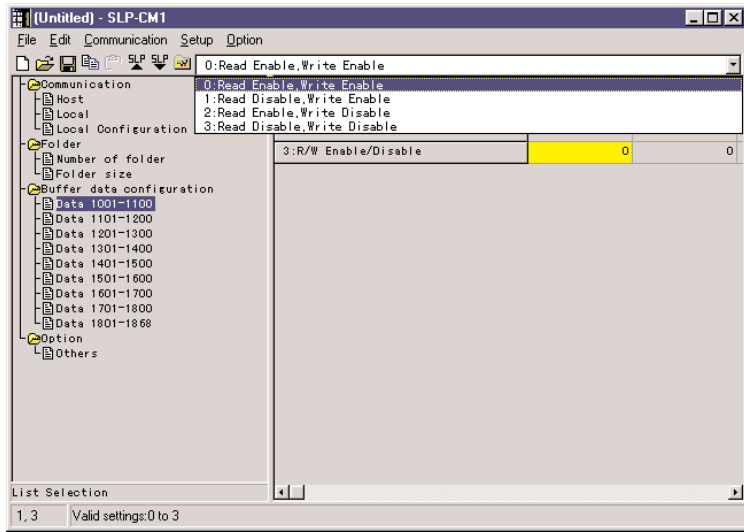 (Untitled) - SLP-CM1
File Edit Communication Setup Option
SLP SLP 0:Read Enable,Write Enable
0:Read Enable,Write Enable
1:Read Disable,Write Enable
2:Read Enable,Write Disable
3:Read Disable,Write Disable
Communication
Host
Local
Local Configuration
Folder
Number of folder
Folder size
Buffer data configuration
Data 1001-1100
Data 1101-1200
Data 1201-1300
Data 1301-1400
Data 1401-1500
Data 1501-1600
Data 1601-1700
Data 1701-1800
Data 1801-1868
Option
Others
3:R/W Enable/Disable 0 0
List Selection
1, 3 Valid settings:0 to 3